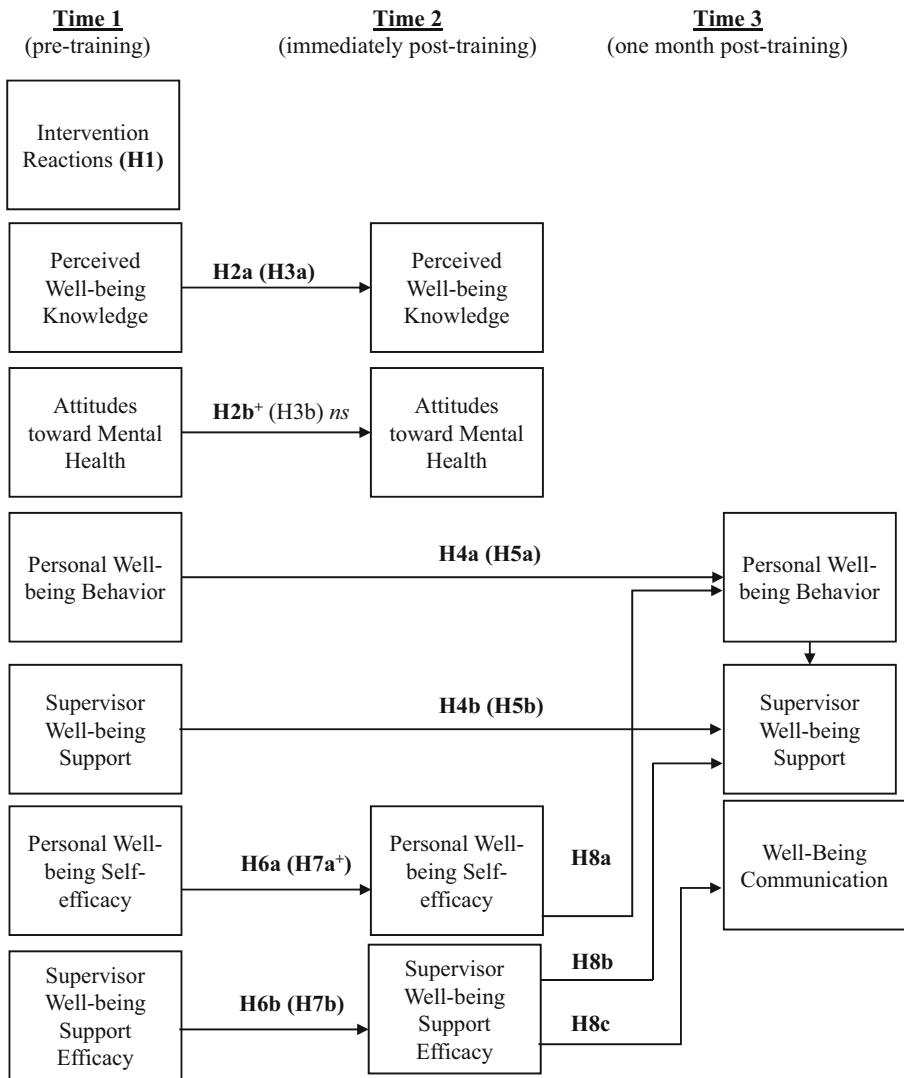 Time 1
(pre-training)
Time 2
(immediately post-training)
Time 3
(one month post-training)
Intervention
Reactions (H1)
Perceived
Well-being
Knowledge
H2a (H3a)
Perceived
Well-being
Knowledge
Attitudes
toward Mental
Health
H2b⁺ (H3b) ns
Attitudes
toward Mental
Health
Personal Well-
being Behavior
H4a (H5a)
Personal Well-
being Behavior
Supervisor
Well-being
Support
H4b (H5b)
Supervisor
Well-being
Support
Personal Well-
being Self-
efficacy
H6a (H7a⁺)
Personal Well-
being Self-
efficacy
H8a
Well-Being
Communication
Supervisor
Well-being
Support
Efficacy
H6b (H7b)
Supervisor
Well-being
Support
Efficacy
H8b
H8c